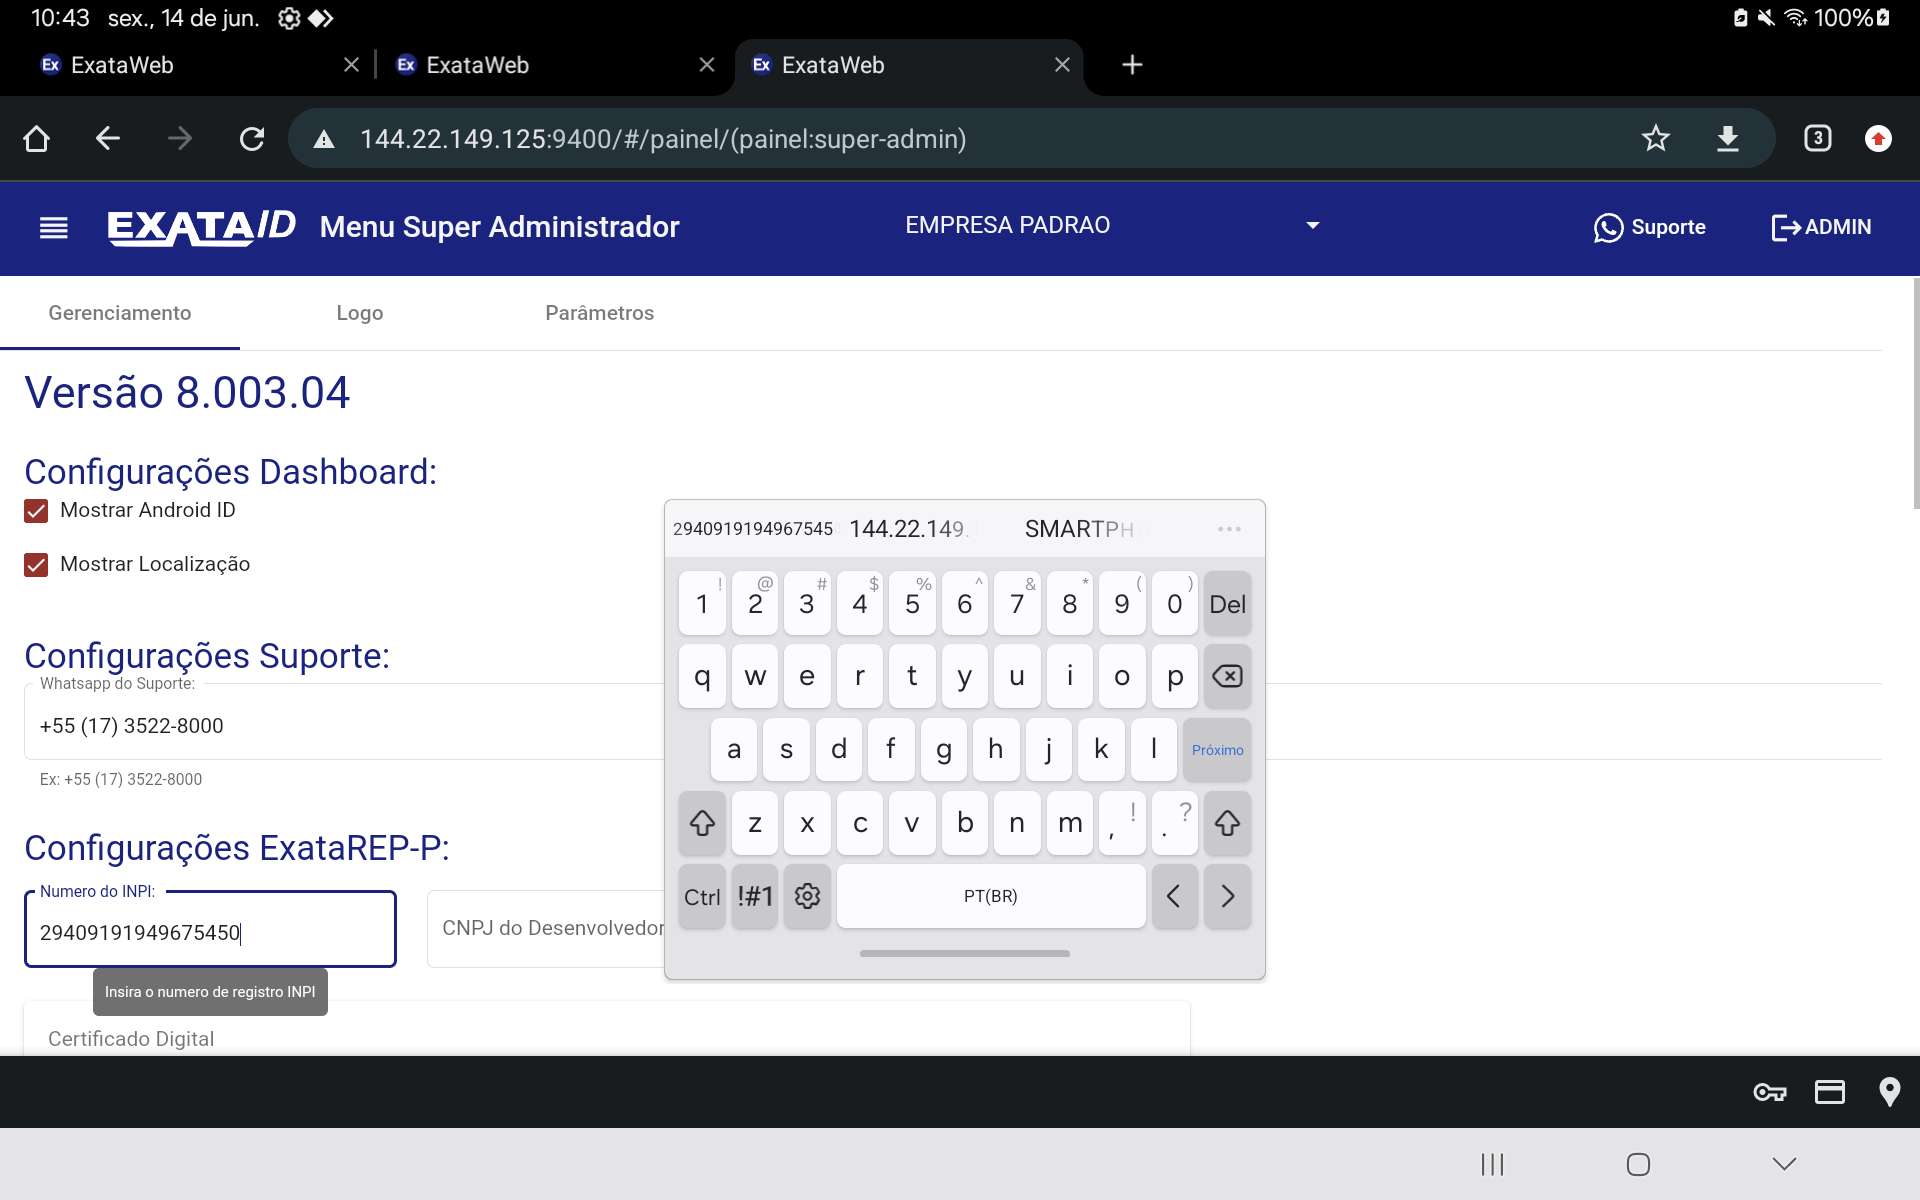 10:43 sex., 14 de jun. 100%
Ex ExataWeb Ex ExataWeb Ex ExataWeb
144.22.149.125:9400/#/painel/(painel:super-admin) 3
EXATA/D Menu Super Administrador EMPRESA PADRAO Suporte ADMIN
Gerenciamento Logo Parâmetros
Versão 8.003.04
Configurações Dashboard:
Mostrar Android ID
Mostrar Localização
Configurações Suporte:
Whatsapp do Suporte:
+55 (17) 3522-8000
Ex: +55 (17) 3522-8000
Configurações ExataREP-P:
Numero do INPI:
29409191949675450
CNPJ do Desenvolvedor
Insira o numero de registro INPI
Certificado Digital
2940919194967545 144.22.149. SMARTPH
! @ # $ % ^ & * ( )
1 2 3 4 5 6 7 8 9 0 Del
q w e r t y u i o p
a s d f g h j k l Próximo
z x c v b n m , ! . ?
Ctrl !#1 PT(BR) < >